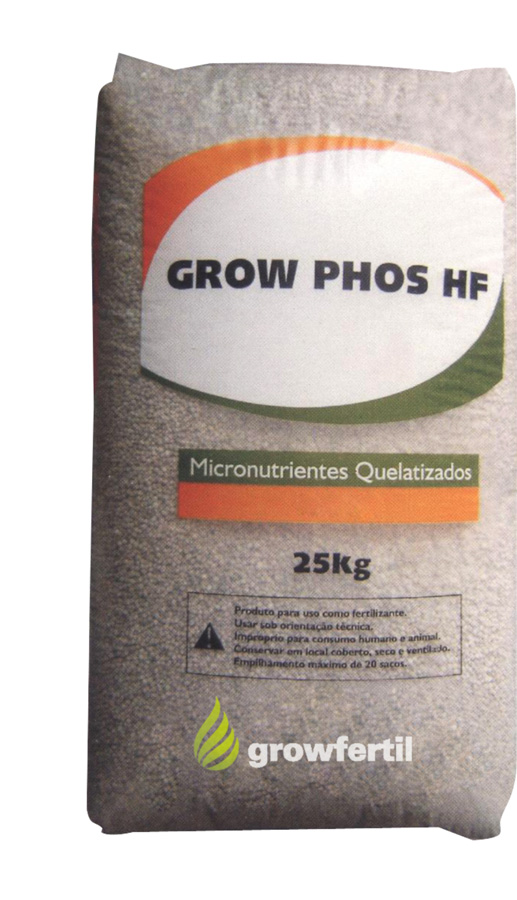 GROW PHOS HF
Micronutrientes Quelatizados
25kg
Produto para uso como fertilizante.
Usar sob orientação técnica.
Impróprio para consumo humano e animal.
Conservar em local coberto, seco e ventilado.
Empilhamento máximo de 20 sacos.
growfertil